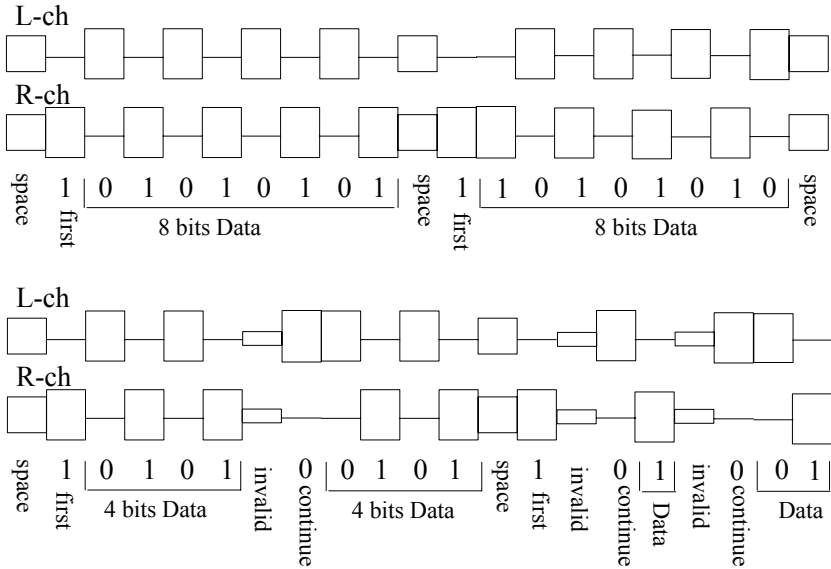 L-ch
R-ch
space 1 0 1 0 1 0 1 0 1 space 1 1 0 1 0 1 0 1 0 space
first first
8 bits Data 8 bits Data
L-ch
R-ch
space 1 0 1 0 1 invalid 0 0 1 0 1 space 1 invalid 0 1 invalid 0 0 1
first continue first continue Data continue
4 bits Data 4 bits Data Data